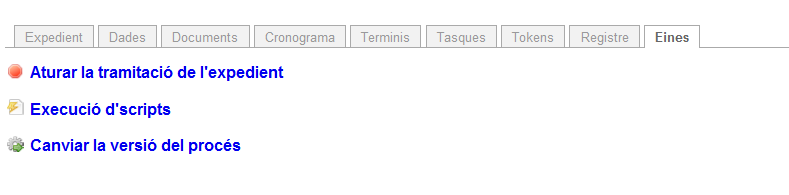 Expedient Dades Documents Cronograma Terminis Tasques Tokens Registre Eines
Aturar la tramitació de l'expedient
Execució d'scripts
Canviar la versió del procés